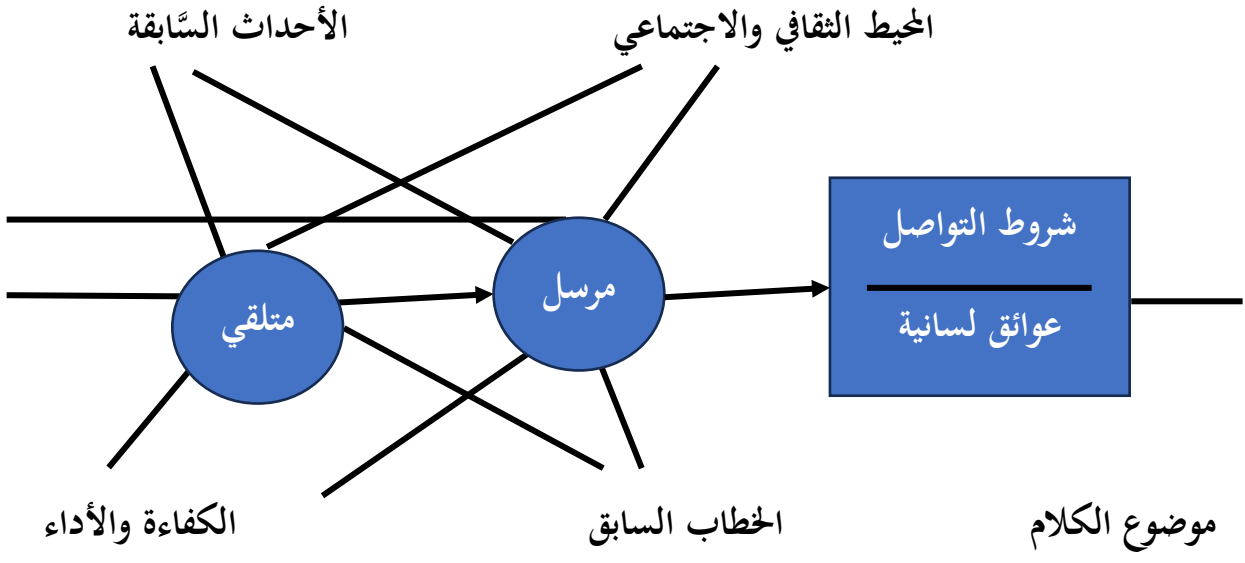 المحيط الثقافي والاجتماعي
الأحداث السَّابقة
شروط التواصل
عوائق لسانية
مرسل
متلقي
موضوع الكلام
الخطاب السابق
الكفاءة والأداء